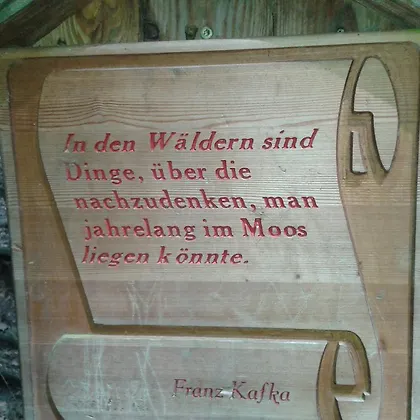 In den Wäldern sind
Dinge, über die
nachzudenken, man
jahrelang im Moos
liegen könnte.
Franz Kafka